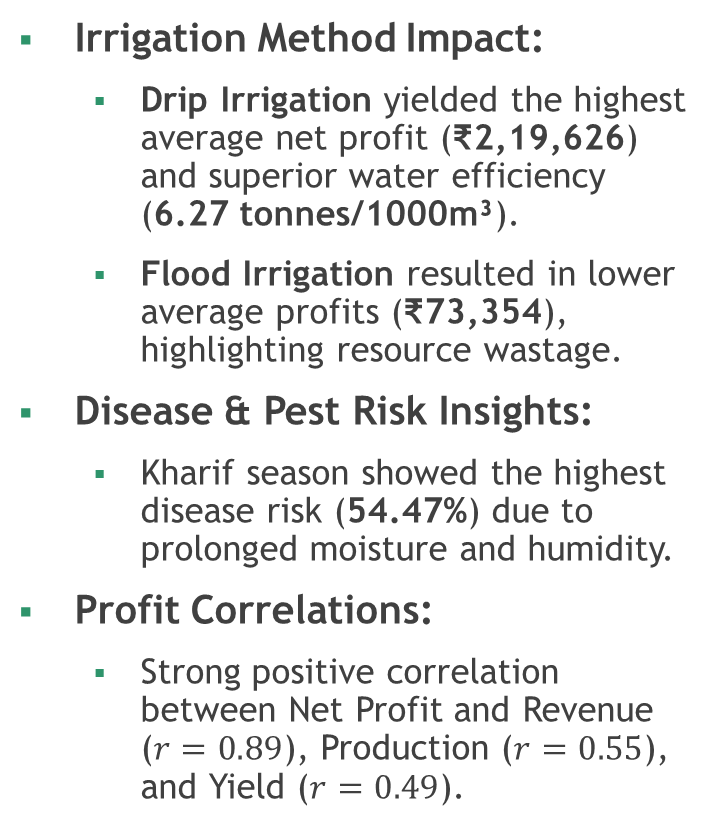 ▪ Irrigation Method Impact:
▪ Drip Irrigation yielded the highest
average net profit (₹2,19,626)
and superior water efficiency
(6.27 tonnes/1000m³).
▪ Flood Irrigation resulted in lower
average profits (₹73,354),
highlighting resource wastage.
▪ Disease & Pest Risk Insights:
▪ Kharif season showed the highest
disease risk (54.47%) due to
prolonged moisture and humidity.
▪ Profit Correlations:
▪ Strong positive correlation
between Net Profit and Revenue
(r = 0.89), Production (r = 0.55),
and Yield (r = 0.49).